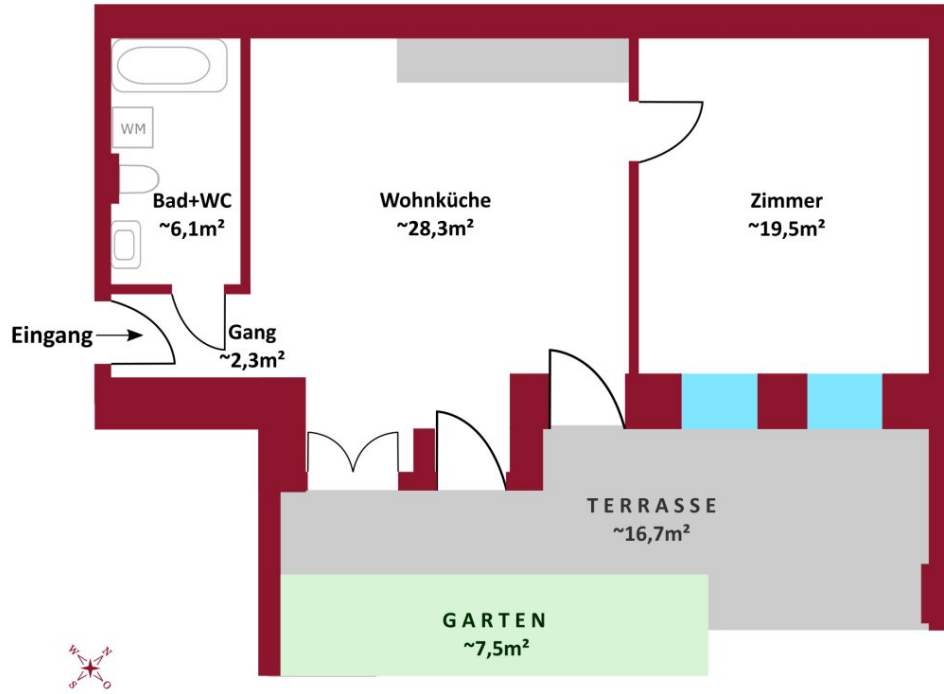 WM
Bad+WC
~6,1m²
Wohnküche
~28,3m²
Zimmer
~19,5m²
Eingang
Gang
~2,3m²
TERRASSE
~16,7m²
GARTEN
~7,5m²
W N
S O